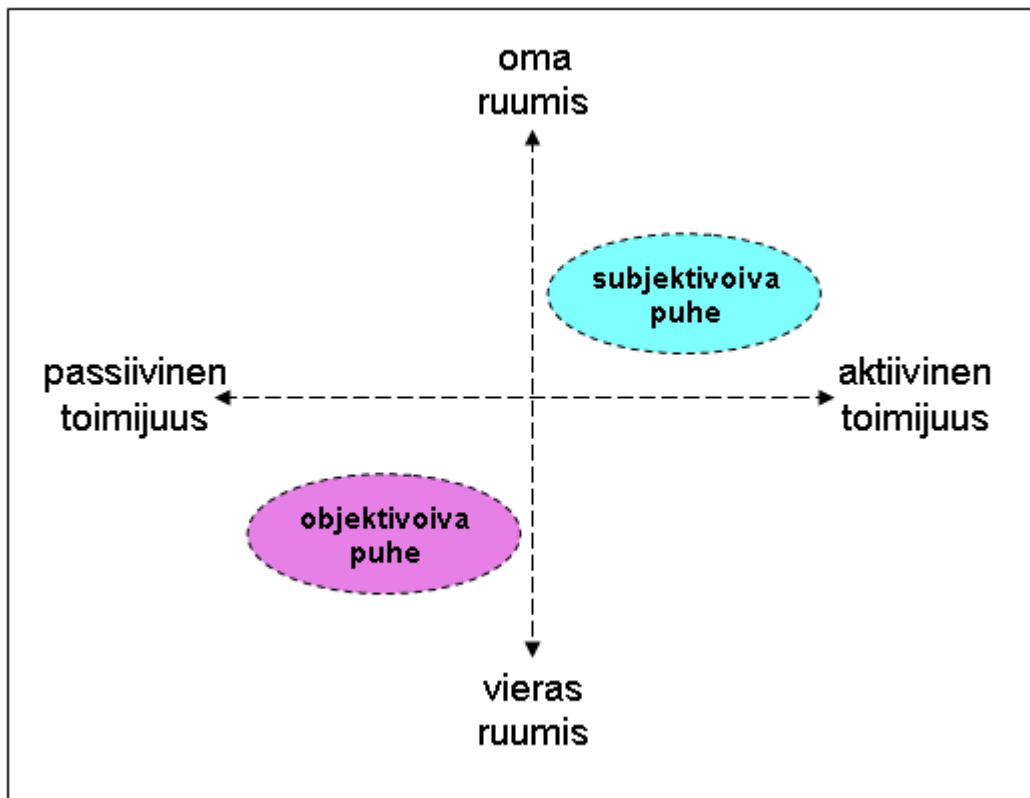 oma
ruumis
subjektivoiva
puhe
passiivinen
toimijuus
aktiivinen
toimijuus
objektivoiva
puhe
vieras
ruumis